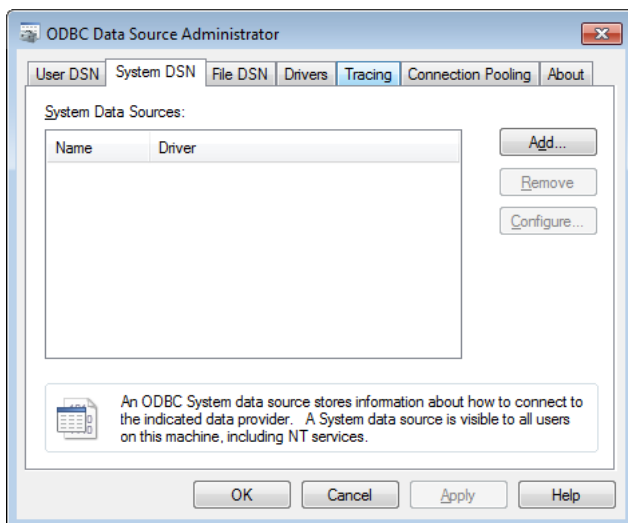 ODBC Data Source Administrator
User DSN System DSN File DSN Drivers Tracing Connection Pooling About
System Data Sources:
Name Driver
Add...
Remove
Configure...
An ODBC System data source stores information about how to connect to
the indicated data provider. A System data source is visible to all users
on this machine, including NT services.
OK Cancel Apply Help